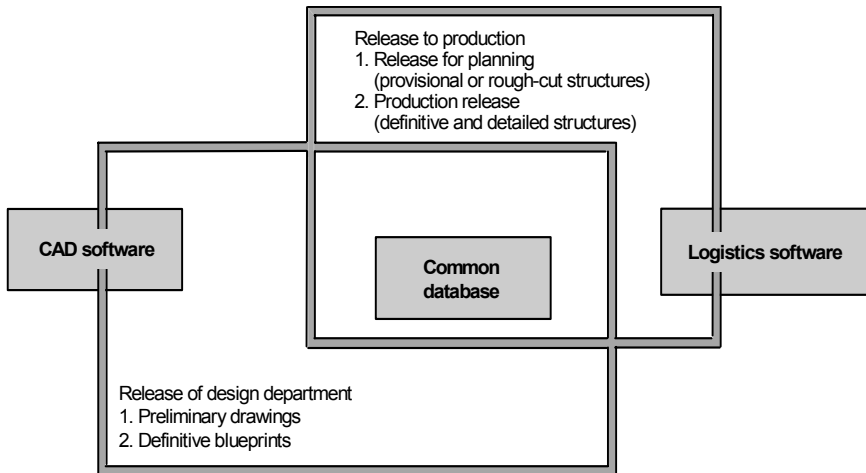 Release to production
1. Release for planning
(provisional or rough-cut structures)
2. Production release
(definitive and detailed structures)
CAD software
Common
database
Logistics software
Release of design department
1. Preliminary drawings
2. Definitive blueprints